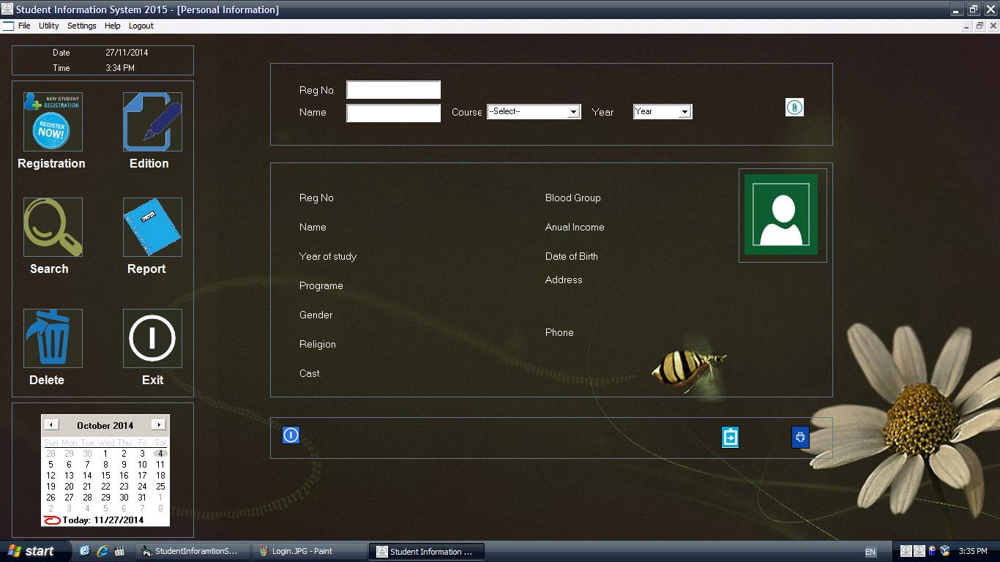 Student Information System 2015 - [Personal Information]
File Utility Settings Help Logout
Date 27/11/2014
Time 3:34 PM
NEW STUDENT
REGISTRATION
REGISTER
NOW!
Registration
Edition
Search
Report
Delete
Exit
October 2014
Sun Mon Tue Wed Thu Fri Sat
28 29 30 1 2 3 4
5 6 7 8 9 10 11
12 13 14 15 16 17 18
19 20 21 22 23 24 25
26 27 28 29 30 31 1
2 3 4 5 6 7 8
Today: 11/27/2014
Reg No
Name Course --Select-- Year Year
Reg No Blood Group
Name Anual Income
Year of study Date of Birth
Programe Address
Gender
Religion Phone
Cast
start StudentInforamtionS... Login.JPG - Paint Student Information ... EN 3:35 PM